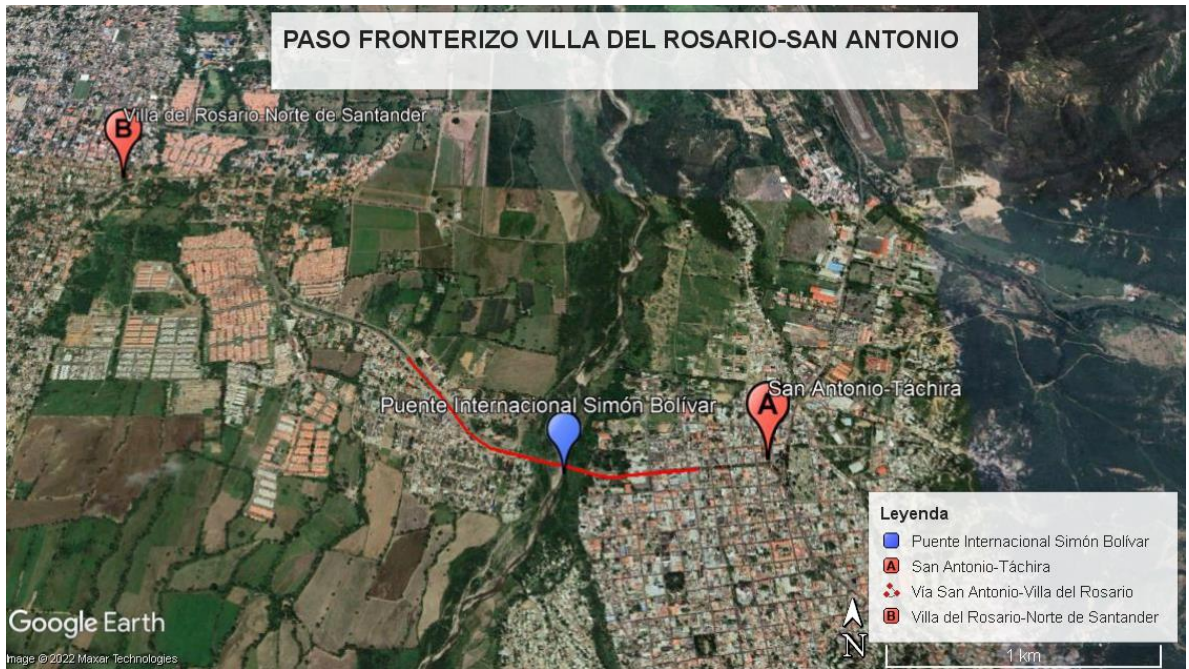 PASO FRONTERIZO VILLA DEL ROSARIO-SAN ANTONIO
B
Villa del Rosario-Norte de Santander
San Antonio-Táchira
A
Puente Internacional Simón Bolívar
Leyenda
Puente Internacional Simón Bolívar
A San Antonio-Táchira
Vía San Antonio-Villa del Rosario
B Villa del Rosario-Norte de Santander
Google Earth
N
1 km
Image © 2022 Maxar Technologies